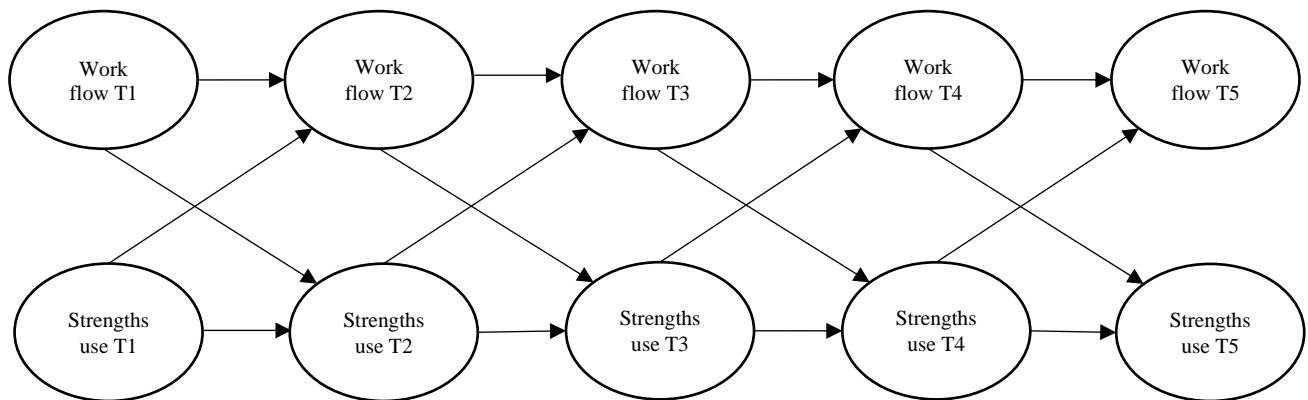 Work
flow T1
Work
flow T2
Work
flow T3
Work
flow T4
Work
flow T5
Strengths
use T1
Strengths
use T2
Strengths
use T3
Strengths
use T4
Strengths
use T5